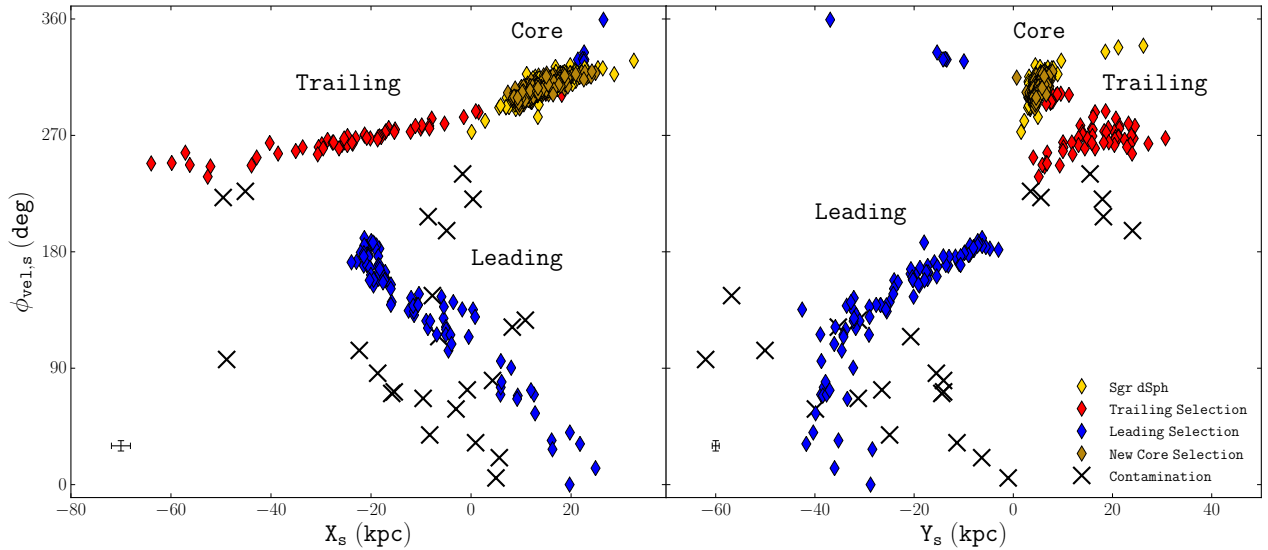 360
270
180
90
0
ϕvel,s (deg)
Trailing
Core
Leading
−80
−60
−40
−20
0
20
Xs (kpc)
Core
Trailing
Leading
Sgr dSph
Trailing Selection
Leading Selection
New Core Selection
Contamination
−60
−40
−20
0
20
40
Ys (kpc)